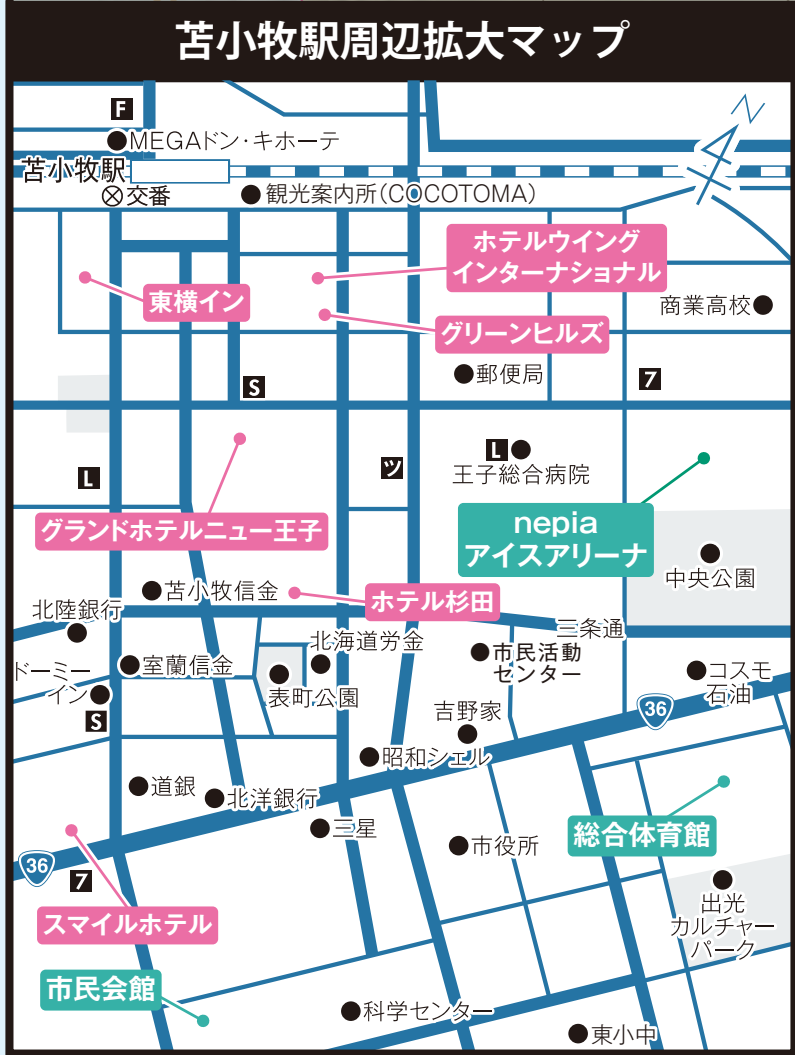 苫小牧駅周辺拡大マップ
N
F
MEGAドン・キホーテ
苫小牧駅
交番
観光案内所(COCOTOMA)
ホテルウイング
インターナショナル
東横イン
グリーンヒルズ
商業高校
郵便局
7
S
L
ツ
L
王子総合病院
グランドホテルニュー王子
nepia
アイスアリーナ
中央公園
苫小牧信金
ホテル杉田
北陸銀行
三条通
北海道労金
市民活動
センター
ドーミー
イン
室蘭信金
表町公園
コスモ
石油
S
吉野家
36
昭和シェル
道銀
北洋銀行
三星
市役所
総合体育館
36
7
スマイルホテル
出光
カルチャー
パーク
市民会館
科学センター
東小中